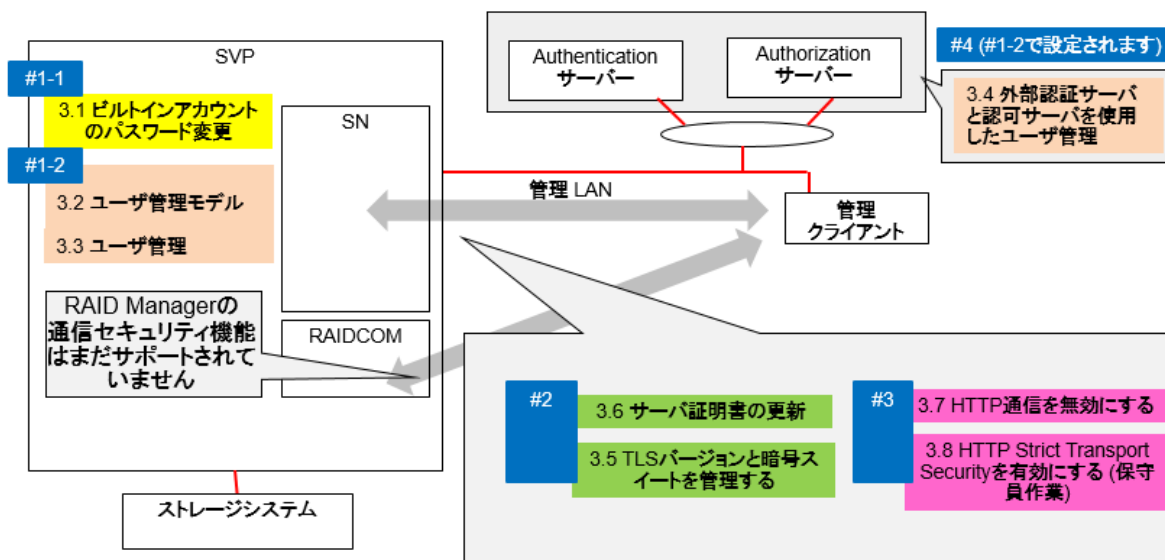 SVP
#1-1
3.1 ビルトインアカウント
のパスワード変更
#1-2
3.2 ユーザ管理モデル
3.3 ユーザ管理
SN
RAID Managerの
通信セキュリティ機能
はまだサポートされて
いません
RAIDCOM
ストレージシステム
Authentication
サーバー
Authorization
サーバー
#4 (#1-2で設定されます)
3.4 外部認証サーバ
と認可サーバを使用
したユーザ管理
管理 LAN
管理
クライアント
#2
3.6 サーバ証明書の更新
3.5 TLSバージョンと暗号ス
イートを管理する
#3
3.7 HTTP通信を無効にする
3.8 HTTP Strict Transport
Securityを有効にする (保守
員作業)